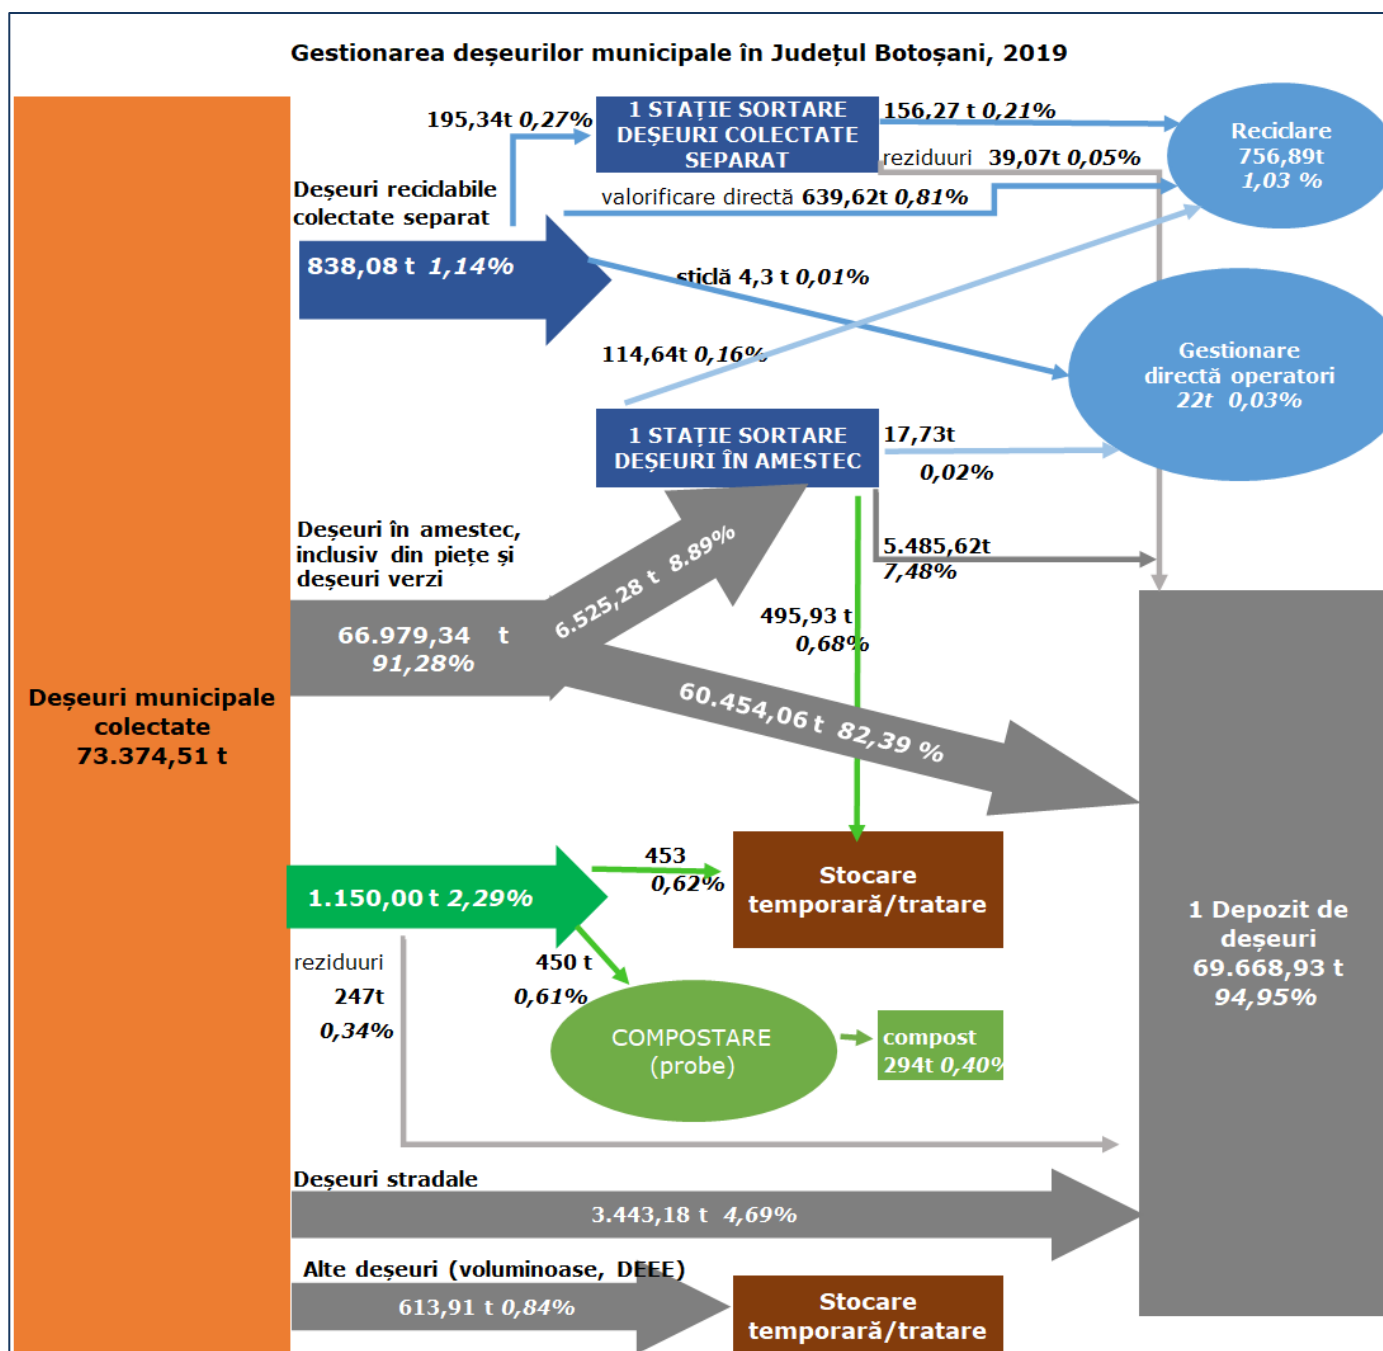 Gestionarea deșeurilor municipale în Județul Botoșani, 2019
195,34t 0,27%
1 STAȚIE SORTARE
DEȘEURI COLECTATE
SEPARAT
156,27 t 0,21%
reziduuri 39,07t 0,05%
Reciclare
756,89t
1,03 %
Deșeuri reciclabile
colectate separat
valorificare directă 639,62t 0,81%
838,08 t 1,14%
sticlă 4,3 t 0,01%
114,64t 0,16%
Gestionare
directă operatori
22t 0,03%
1 STAȚIE SORTARE
DEȘEURI ÎN AMESTEC
17,73t
0,02%
Deșeuri în amestec,
inclusiv din piețe și
deșeuri verzi
6.525,28 t 8.89%
5.485,62t
7,48%
66.979,34 t
91,28%
495,93 t
0,68%
60.454,06 t 82,39 %
Deșeuri municipale
colectate
73.374,51 t
453
0,62%
Stocare
temporară/tratare
1.150,00 t 2,29%
1 Depozit de
deșeuri
69.668,93 t
94,95%
reziduuri
247t
0,34%
450 t
0,61%
COMPOSTARE
(probe)
compost
294t 0,40%
Deșeuri stradale
3.443,18 t 4,69%
Alte deșeuri (voluminoase, DEEE)
613,91 t 0,84%
Stocare
temporară/tratare